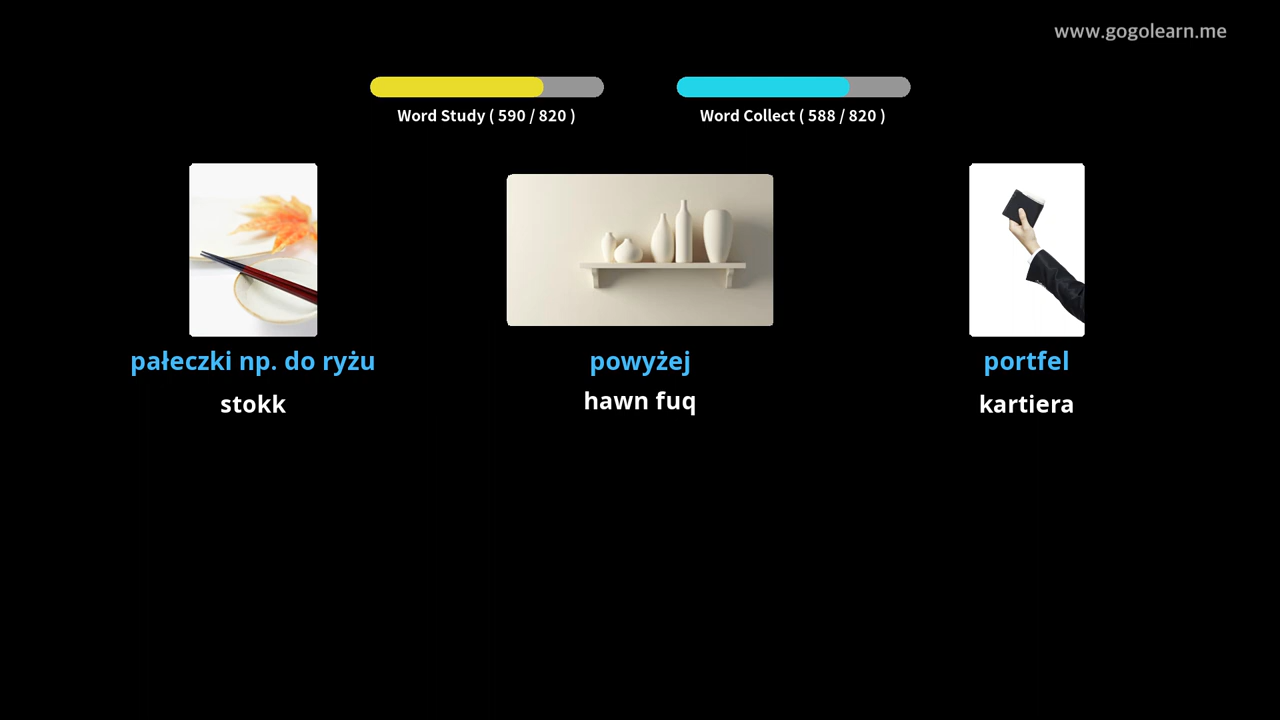 www.gogolearn.me
Word Study ( 590 / 820 )
Word Collect ( 588 / 820 )
pałeczki np. do ryżu
stokk
powyżej
hawn fuq
portfel
kartiera